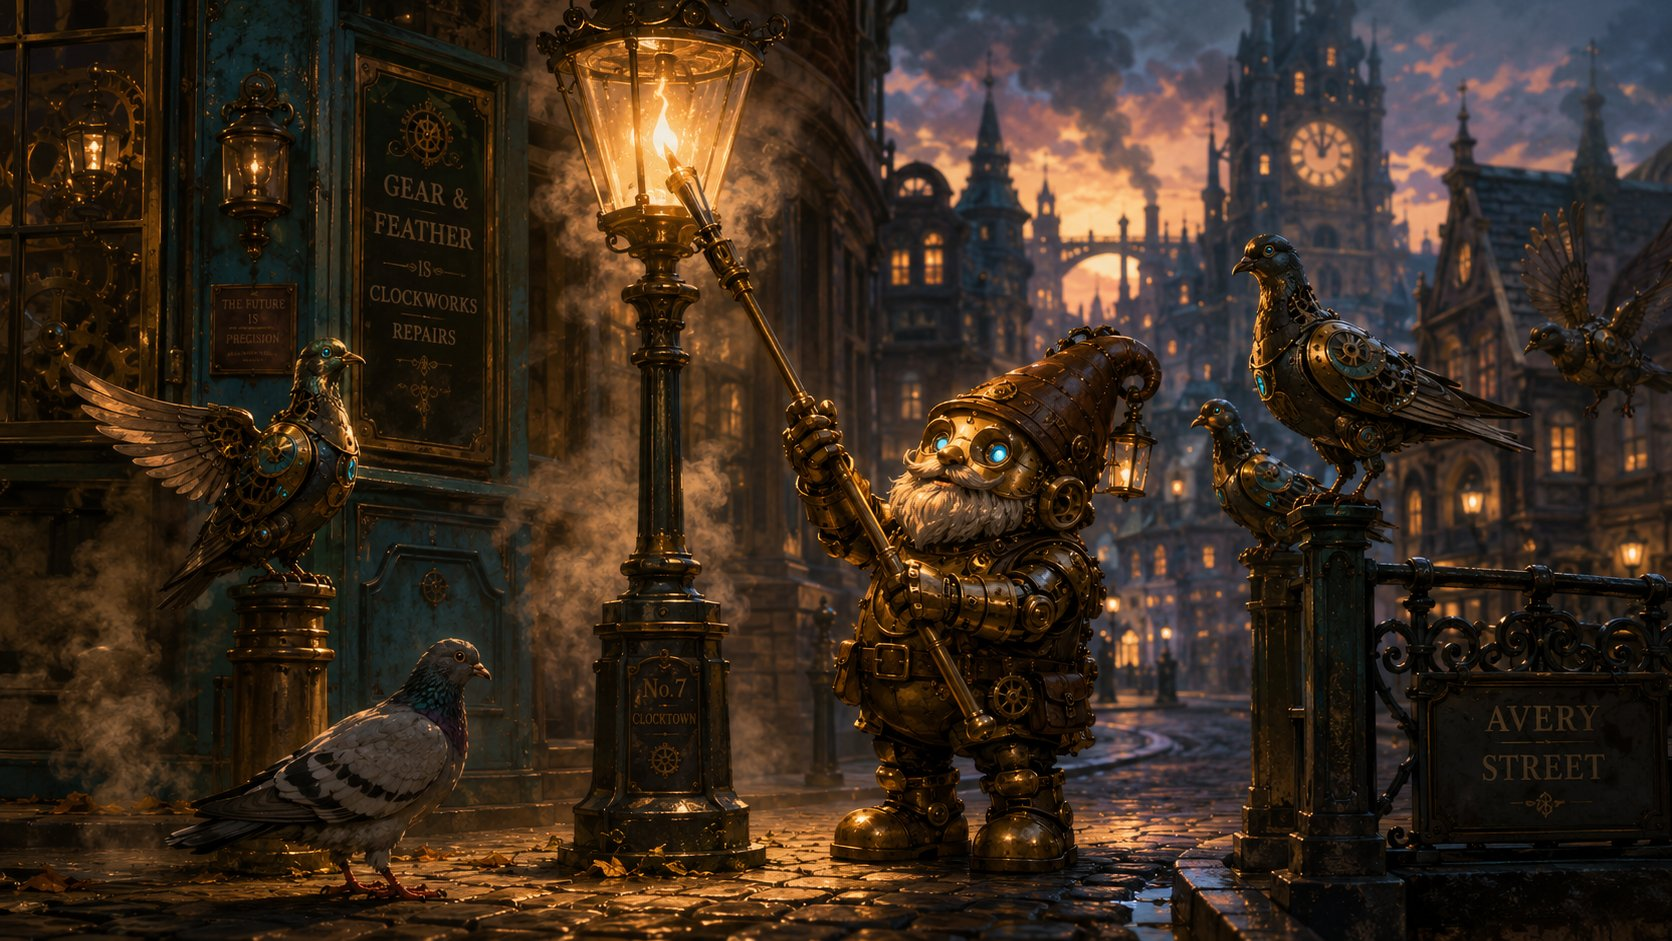 GEAR &
FEATHER
IS
CLOCKWORKS
REPAIRS
THE FUTURE
IS
PRECISION
No.7
CLOCKTOWN
AVERY
STREET